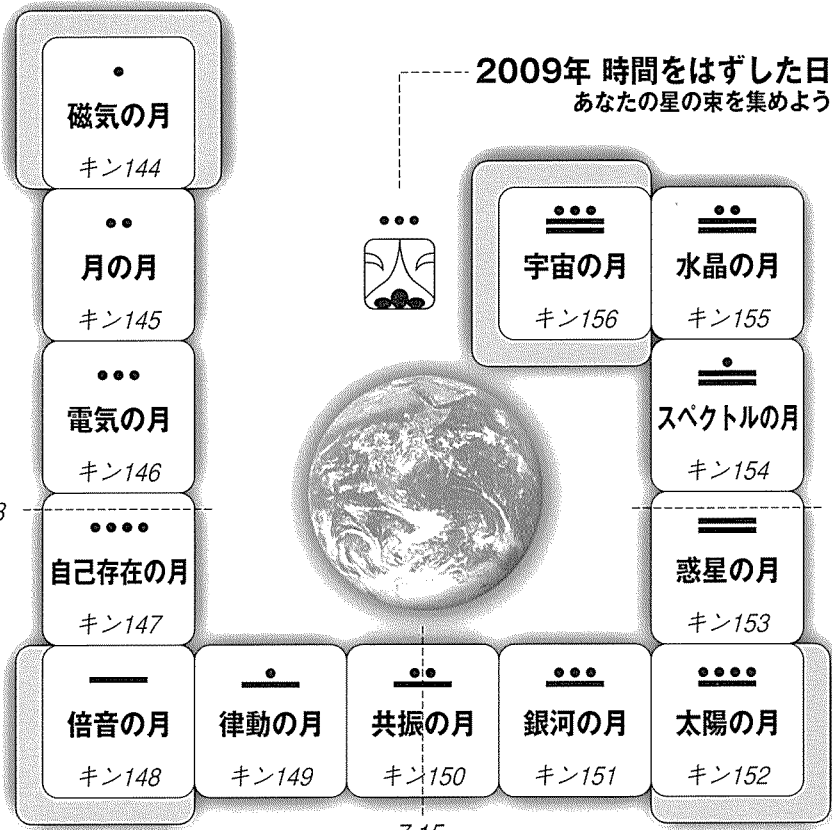 2009年 時間をはずした日
あなたの星の束を集めよう
磁気の月
キン144
月の月
キン145
電気の月
キン146
自己存在の月
キン147
倍音の月
キン148
律動の月
キン149
共振の月
キン150
銀河の月
キン151
太陽の月
キン152
惑星の月
キン153
スペクトルの月
キン154
水晶の月
キン155
宇宙の月
キン156